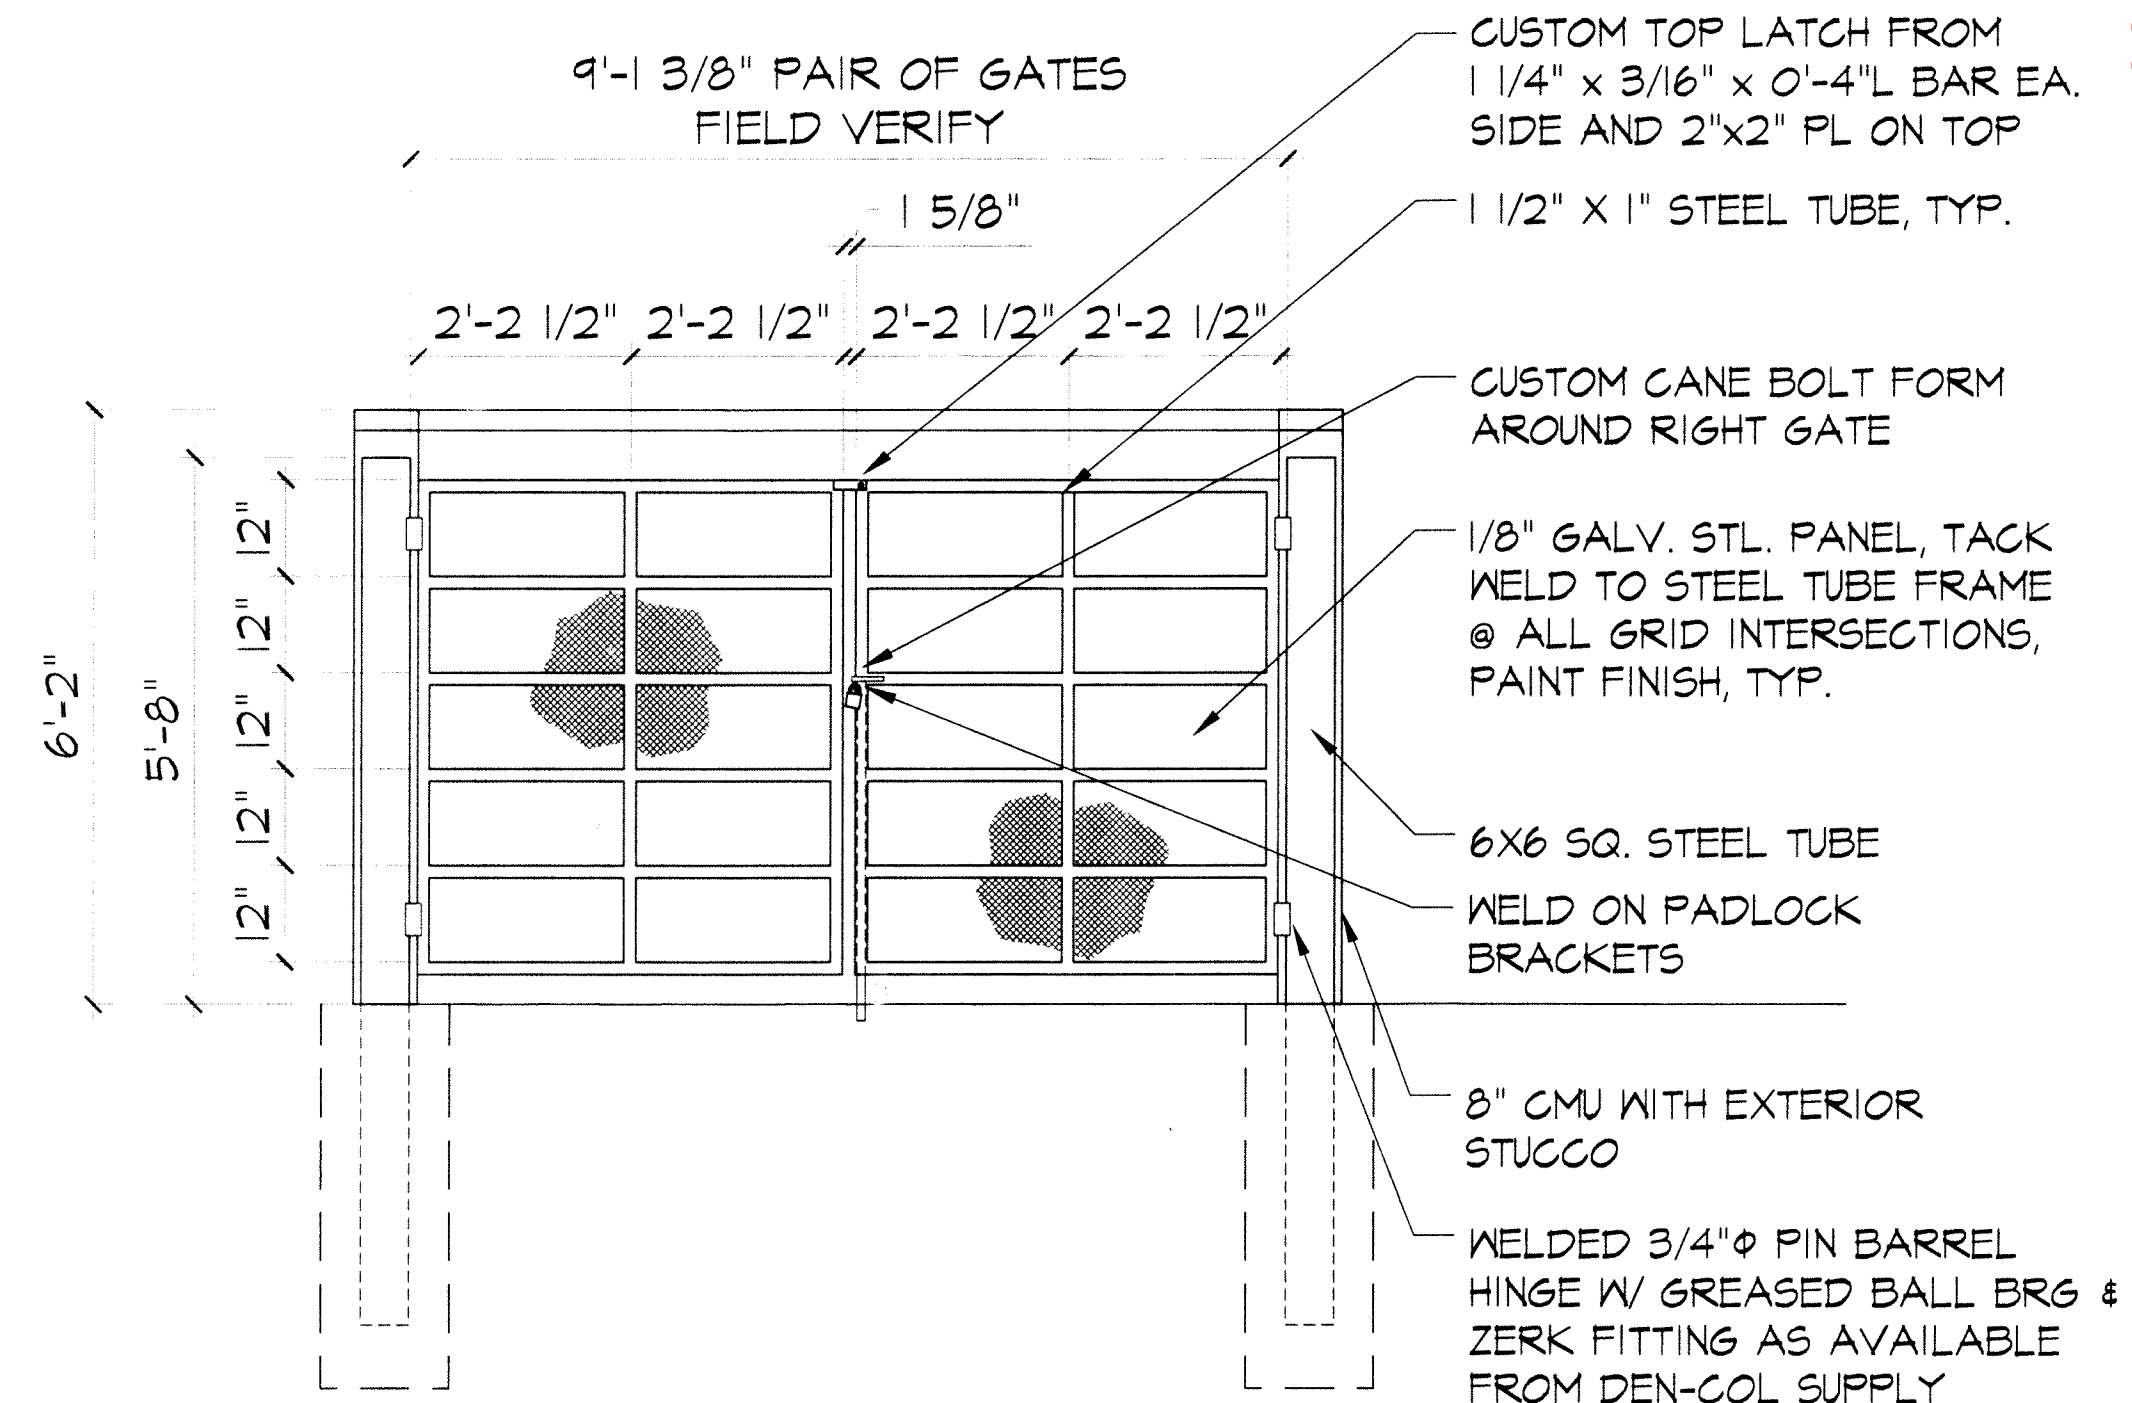 9'-1 3/8" PAIR OF GATES
FIELD VERIFY
1 5/8"
2'-2 1/2" 2'-2 1/2" 2'-2 1/2" 2'-2 1/2"
6'-2"
5'-8"
12"
12"
12"
12"
12"
CUSTOM TOP LATCH FROM
1 1/4" x 3/16" x 0'-4"L BAR EA.
SIDE AND 2"x2" PL ON TOP
1 1/2" X 1" STEEL TUBE, TYP.
CUSTOM CANE BOLT FORM
AROUND RIGHT GATE
1/8" GALV. STL. PANEL, TACK
WELD TO STEEL TUBE FRAME
@ ALL GRID INTERSECTIONS,
PAINT FINISH, TYP.
6X6 SQ. STEEL TUBE
WELD ON PADLOCK
BRACKETS
8" CMU WITH EXTERIOR
STUCCO
WELDED 3/4"Φ PIN BARREL
HINGE W/ GREASED BALL BRG &
ZERK FITTING AS AVAILABLE
FROM DEN-COL SUPPLY